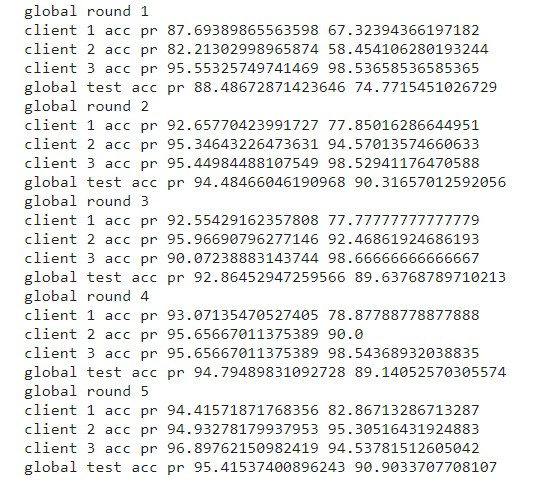 global round 1
client 1 acc pr 87.69389865563598 67.32394366197182
client 2 acc pr 82.21302998965874 58.454106280193244
client 3 acc pr 95.55325749741469 98.53658536585365
global test acc pr 88.48672871423646 74.7715451026729
global round 2
client 1 acc pr 92.65770423991727 77.85016286644951
client 2 acc pr 95.34643226473631 94.57013574660633
client 3 acc pr 95.44984488107549 98.52941176470588
global test acc pr 94.48466046190968 90.31657012592056
global round 3
client 1 acc pr 92.55429162357808 77.77777777777779
client 2 acc pr 95.96690796277146 92.46861924686193
client 3 acc pr 90.07238883143744 98.66666666666667
global test acc pr 92.86452947259566 89.63768789710213
global round 4
client 1 acc pr 93.07135470527405 78.87788778877888
client 2 acc pr 95.65667011375389 90.0
client 3 acc pr 95.65667011375389 98.54368932038835
global test acc pr 94.79489831092728 89.14052570305574
global round 5
client 1 acc pr 94.41571871768356 82.86713286713287
client 2 acc pr 94.93278179937953 95.30516431924883
client 3 acc pr 96.89762150982419 94.53781512605042
global test acc pr 95.41537400896243 90.9033707708107